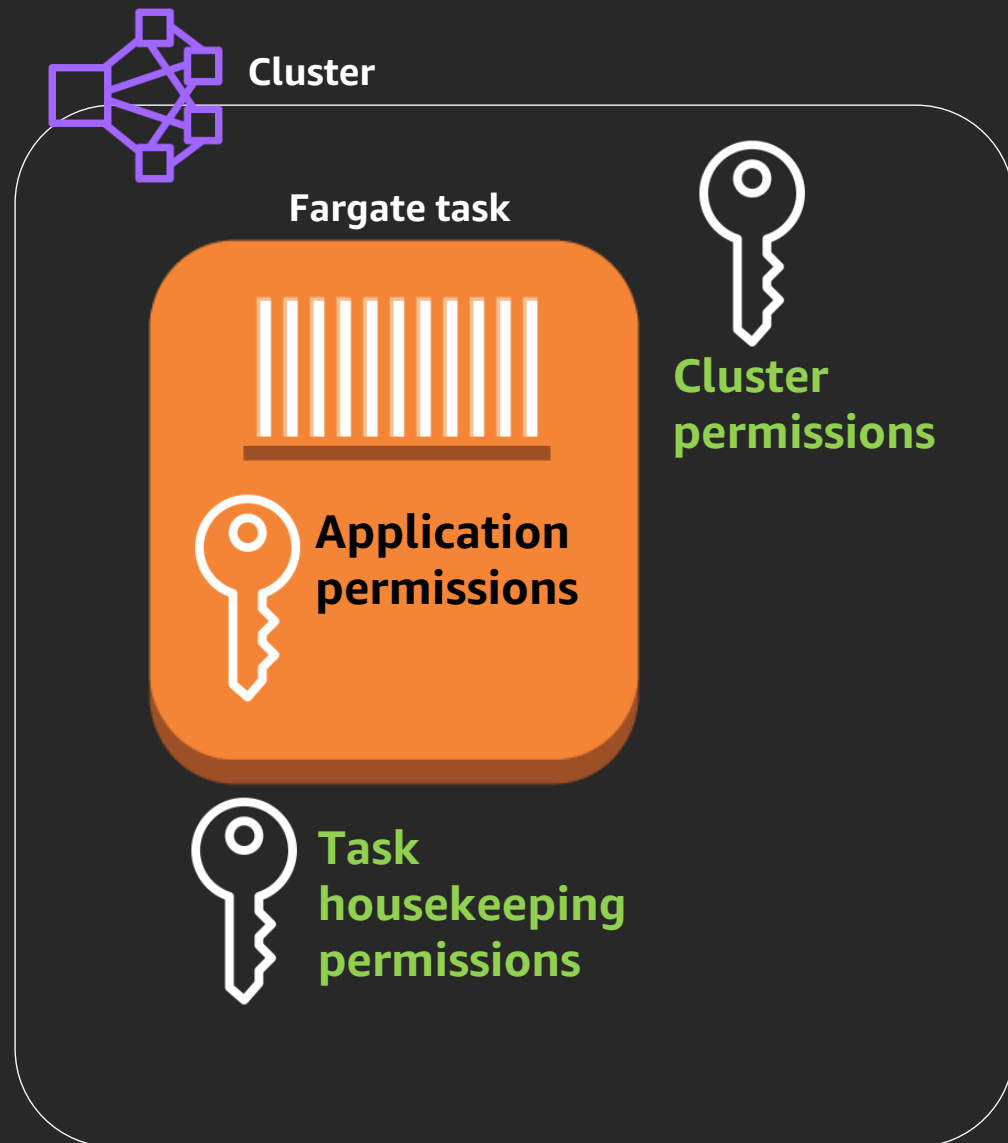 Cluster
Fargate task
Cluster
permissions
Application
permissions
Task
housekeeping
permissions